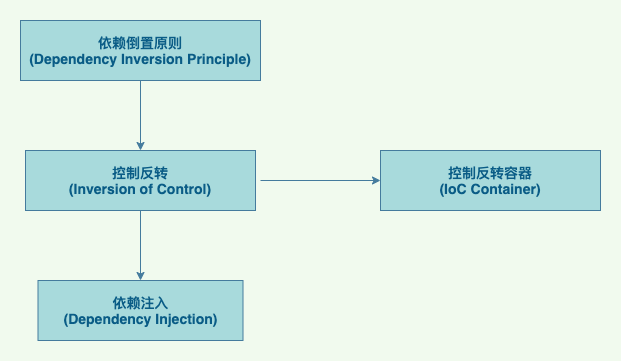 依赖倒置原则
(Dependency Inversion Principle)
控制反转
(Inversion of Control)
控制反转容器
(IoC Container)
依赖注入
(Dependency Injection)